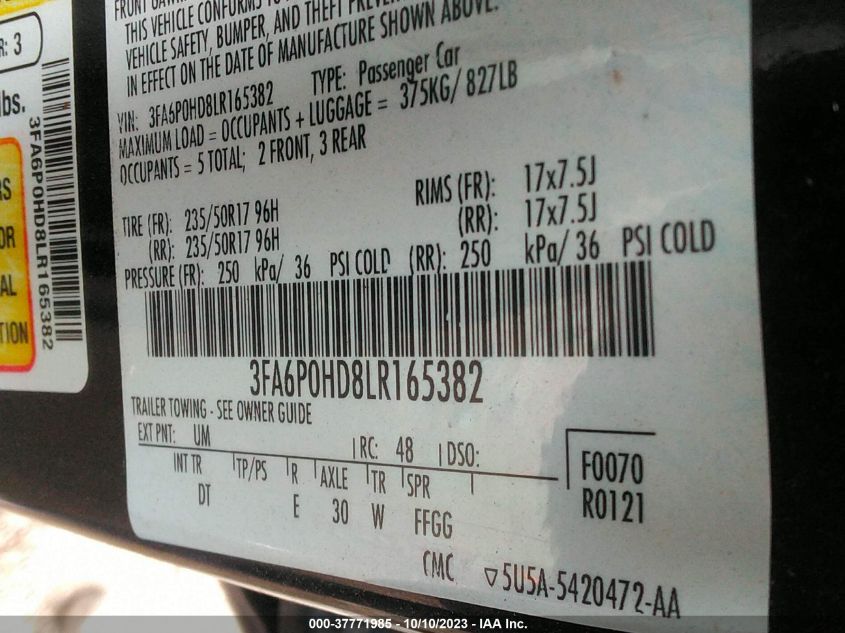 THIS VEHICLE CONFORMS TO
VEHICLE SAFETY, BUMPER, AND THEFT
IN EFFECT ON THE DATE OF MANUFACTURE SHOWN ABOVE.
VIN: 3FA6P0HD8LR165382 TYPE: Passenger Car
MAXIMUM LOAD = OCCUPANTS + LUGGAGE = 375KG/ 827LB
OCCUPANTS = 5 TOTAL; 2 FRONT, 3 REAR
TIRE (FR): 235/50R17 96H RIMS (FR): 17x7.5J
(RR): 235/50R17 96H (RR): 17x7.5J
PRESSURE (FR): 250 kPa/ 36 PSI COLD (RR): 250 kPa/ 36 PSI COLD
3FA6P0HD8LR165382
TRAILER TOWING - SEE OWNER GUIDE
EXT PNT: UM RC: 48 DSO:
INT TR TP/PS R AXLE TR SPR F0070
DT E 30 W FFGG R0121
CMC ▽5U5A-5420472-AA
R: 3
lbs.
3FA6P0HD8LR165382
RS
OR
AL
TION
000-37771985 - 10/10/2023 - IAA Inc.